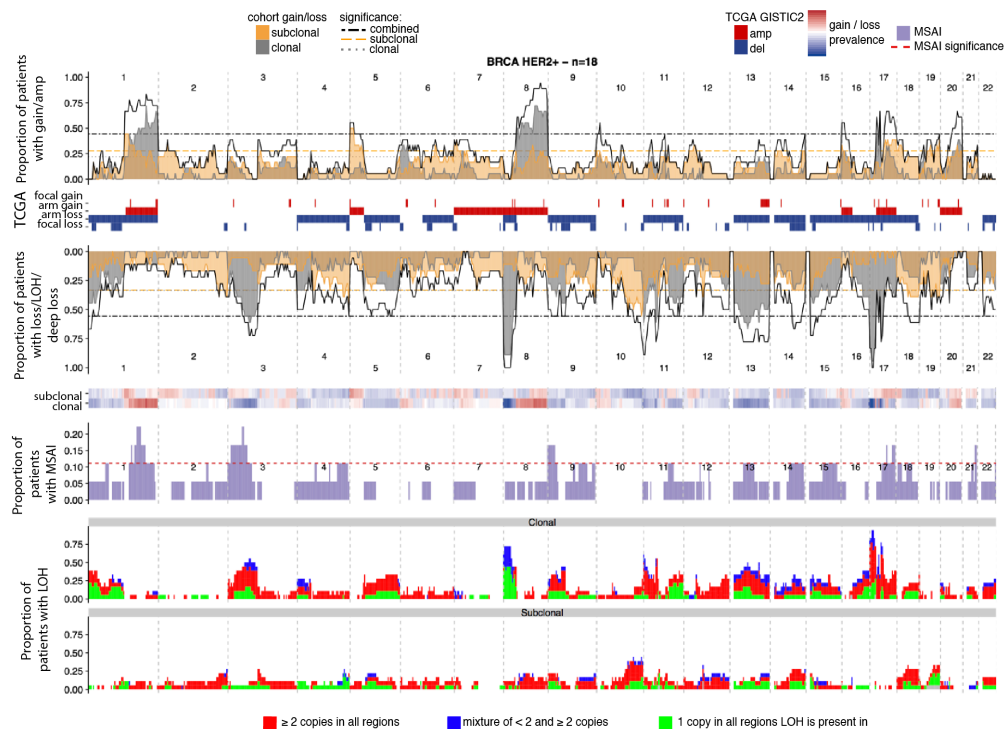 cohort gain/loss
subcional
clonal
significance:
combined
subclonal
clonal
TCGA GISTIC2
amp
del
gain / loss
prevalence
MSAI
MSAI significance
BRCA HER2+ – n=18
Proportion of patients
with gain/amp
1.00
0.75
0.50
0.25
0.00
1 2 3 4 5 6 7 8 9 10 11 12 13 14 15 16 17 18 19 20 21 22
TCGA
focal gain
arm gain
arm loss
focal loss
Proportion of patients
with loss/LOH/
deep loss
0.00
0.25
0.50
0.75
1.00
2 3 4 5 6 7 8 9 10 11 12 13 14 15 16 17 18 19 20 21 22
subclonal
clonal
Proportion of
patients
with MSAI
0.20
0.15
0.10
0.05
0.00
1 2 3 4 5 6 7 8 9 10 11 12 13 14 15 16 17 18 19 20 21 22
Proportion of
patients with LOH
Clonal
0.75
0.50
0.25
0.00
Subclonal
0.75
0.50
0.25
0.00
≥ 2 copies in all regions
mixture of < 2 and ≥ 2 copies
1 copy in all regions LOH is present in